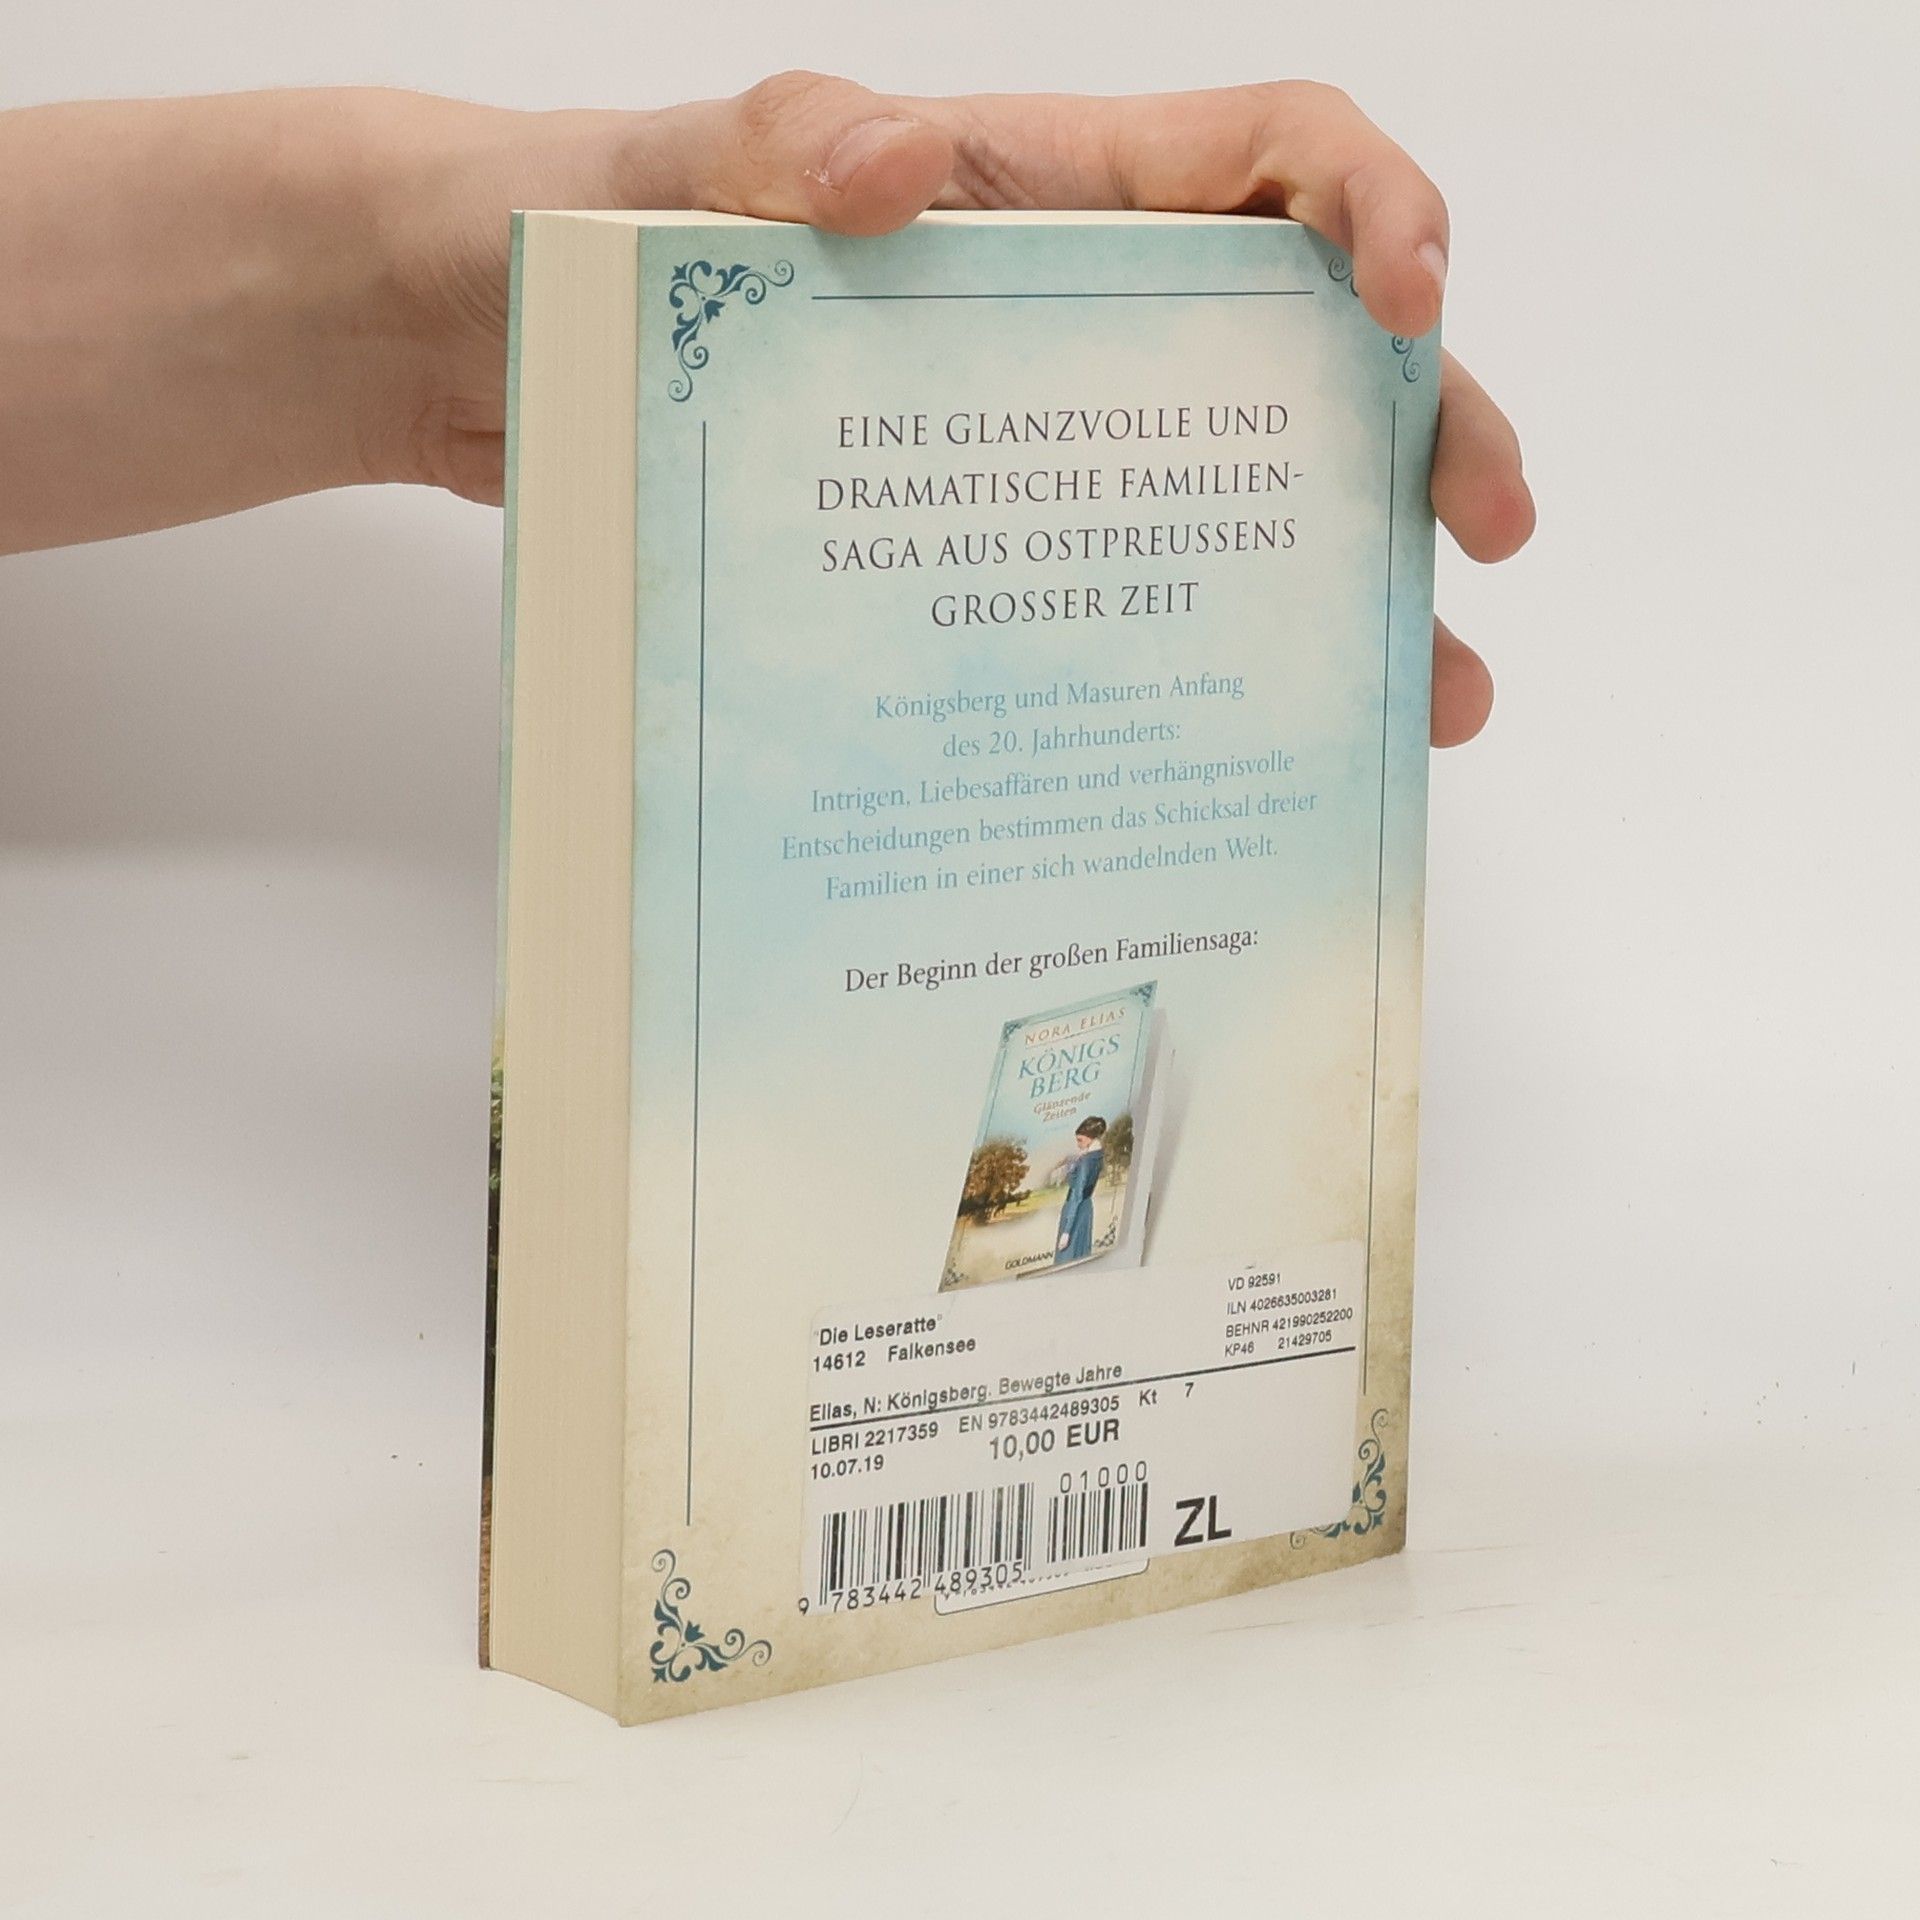 EINE GLANZVOLLE UND
DRAMATISCHE FAMILIEN-
SAGA AUS OSTPREUSSENS
GROSSER ZEIT
Königsberg und Masuren Anfang
des 20. Jahrhunderts:
Intrigen, Liebesaffären und verhängnisvolle
Entscheidungen bestimmen das Schicksal dreier
Familien in einer sich wandelnden Welt.
Der Beginn der großen Familiensaga:
NORA ELIAS
KÖNIGS
BERG
Glänzende
Zeiten
GOLDMANN
"Die Leseratte"
14612 Falkensee
VD 92591
ILN 4026635003281
BEHNR 421990252200
KP46 21429705
Elias, N: Königsberg. Bewegte Jahre
LIBRI 2217359 EN 9783442489305 Kt 7
10.07.19 10,00 EUR
01000
ZL
9 783442 489305